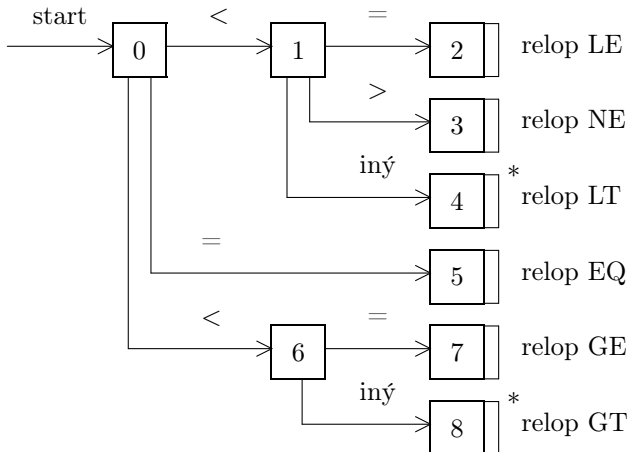 start < =
0 1 2 relop LE
>
3 relop NE
iný *
4 relop LT
=
5 relop EQ
< =
6 7 relop GE
iný *
8 relop GT